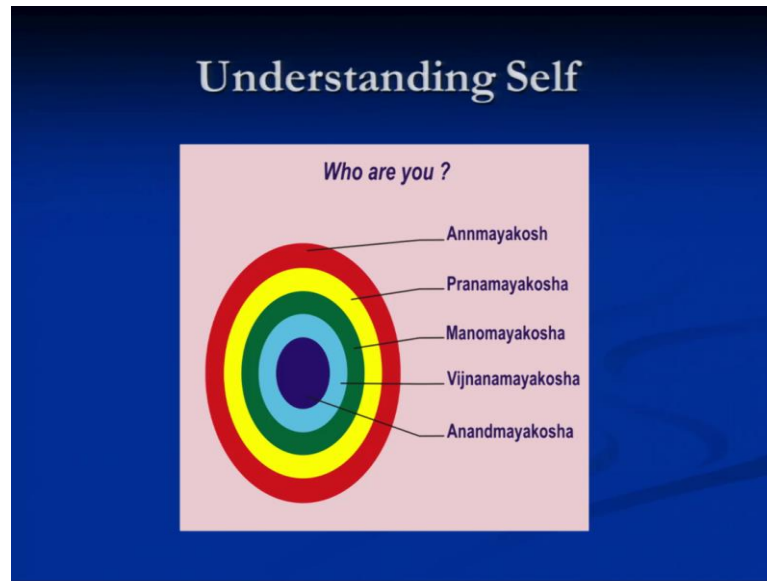 Understanding Self
Who are you ?
Annmayakosh
Pranamayakosha
Manomayakosha
Vijnanamayakosha
Anandmayakosha